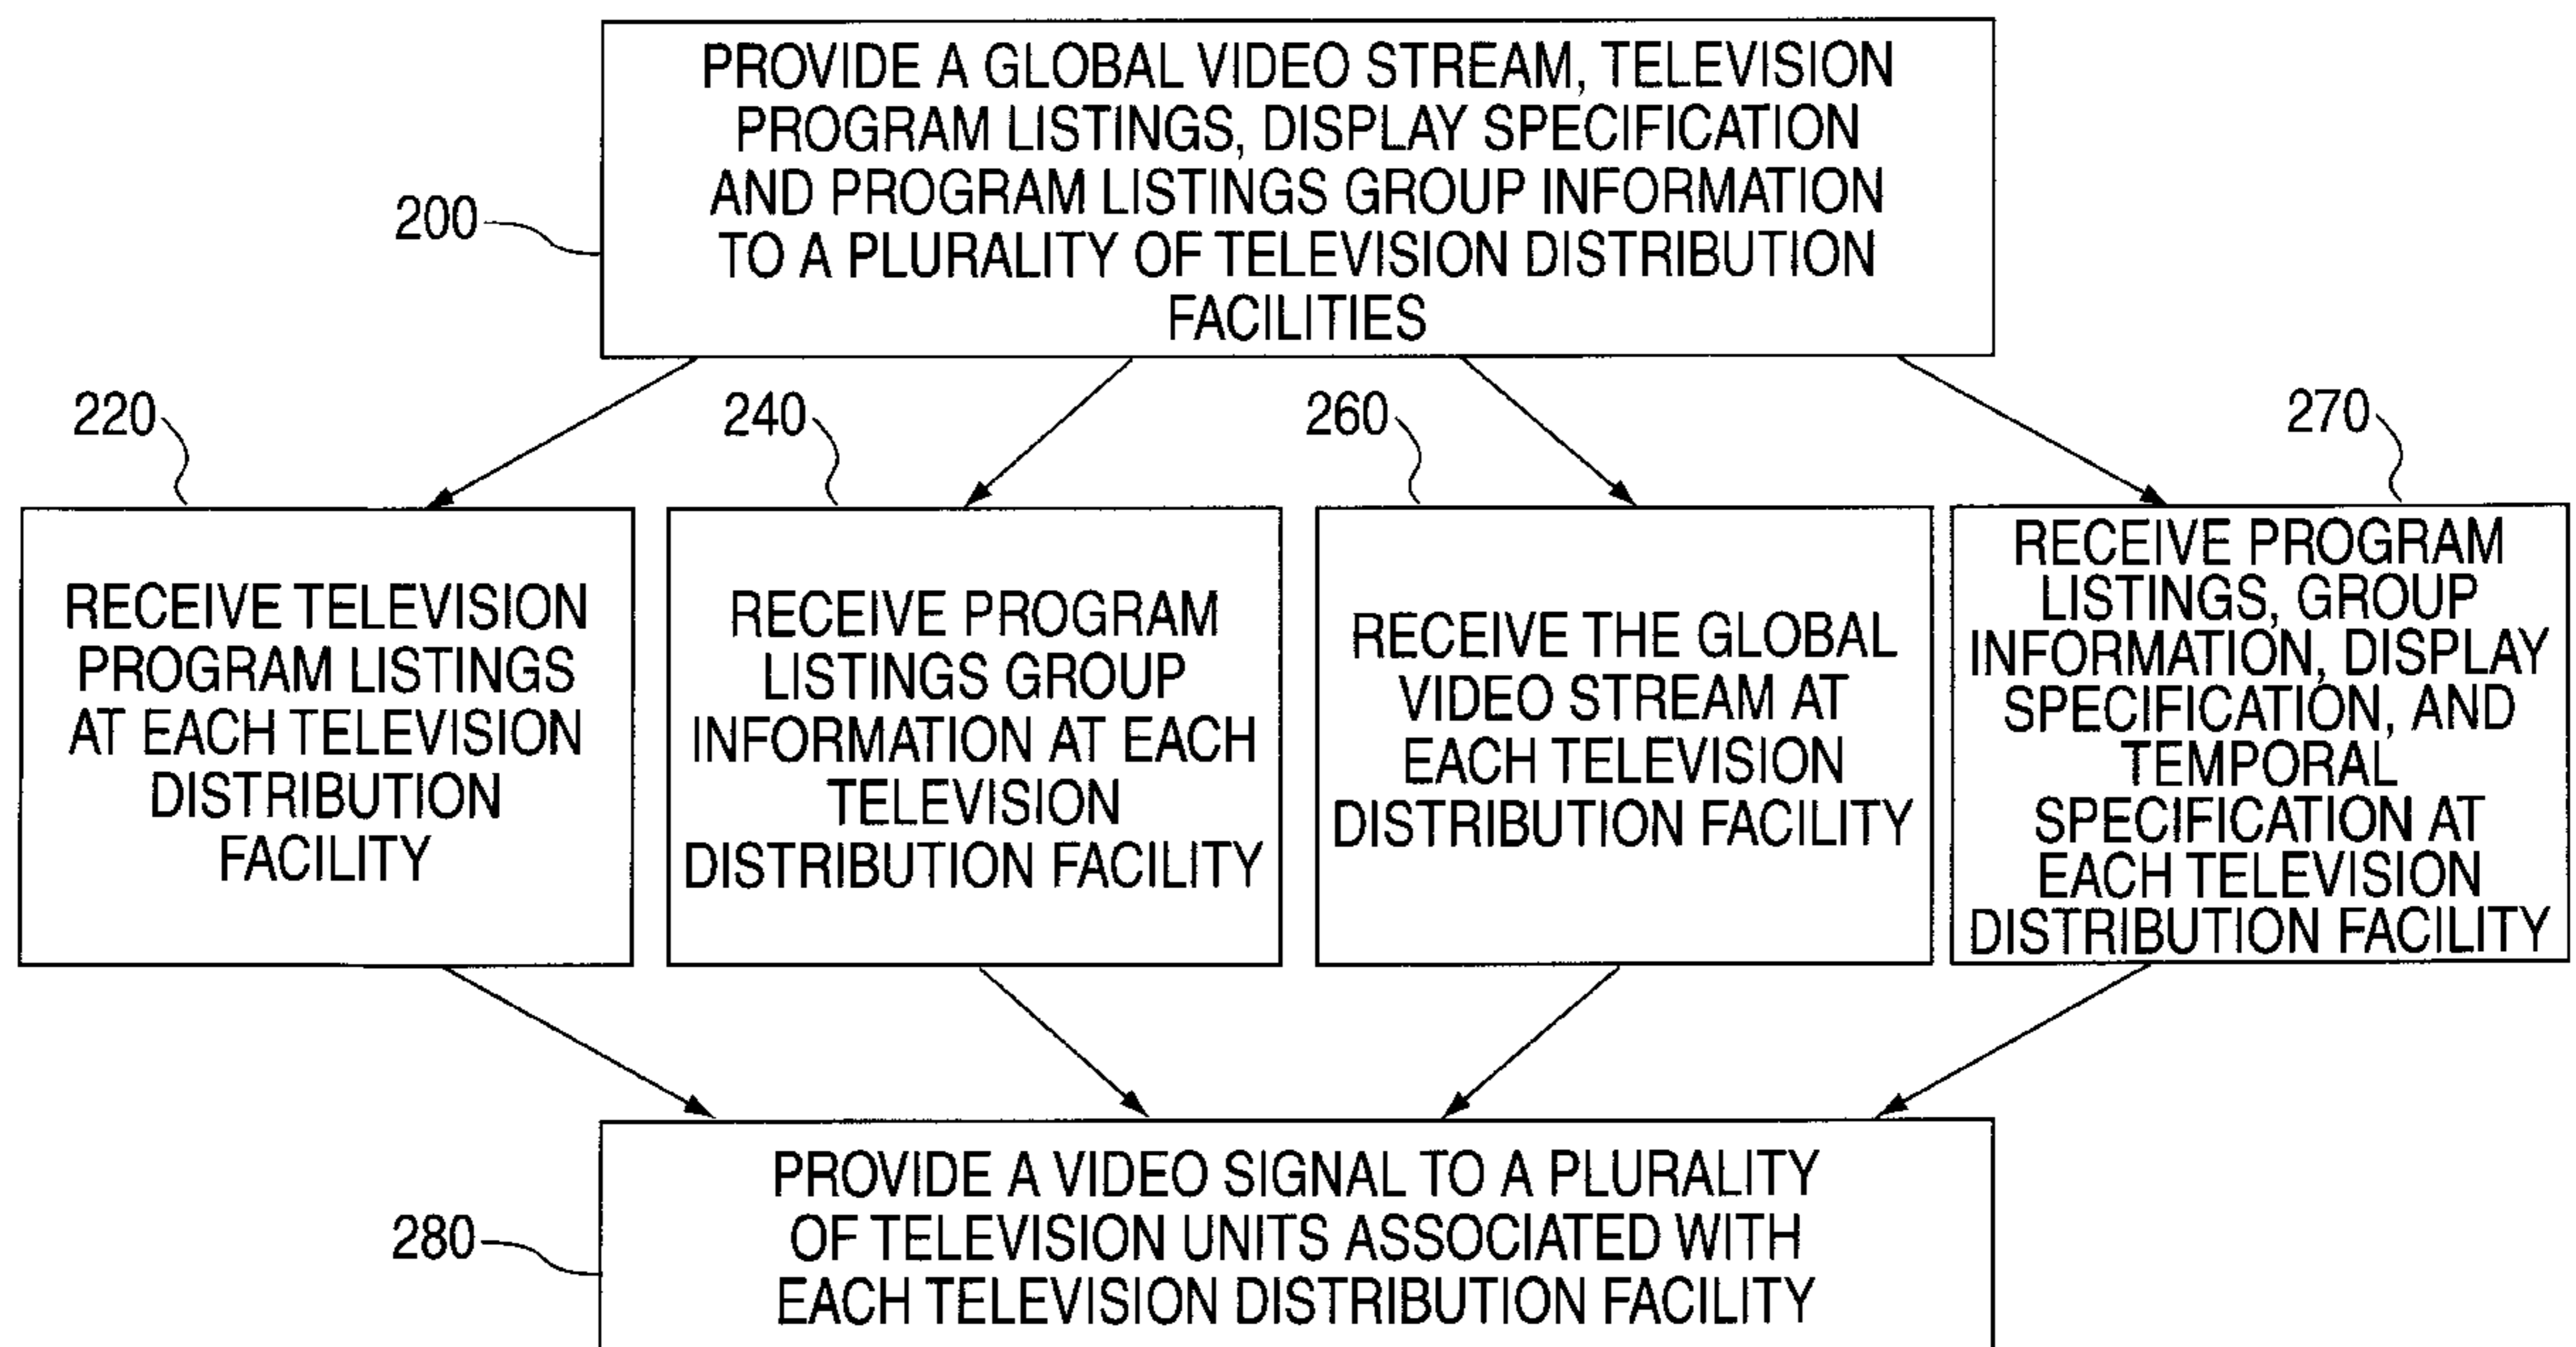 PROVIDE A GLOBAL VIDEO STREAM, TELEVISION
PROGRAM LISTINGS, DISPLAY SPECIFICATION
AND PROGRAM LISTINGS GROUP INFORMATION
TO A PLURALITY OF TELEVISION DISTRIBUTION
FACILITIES
200
220
RECEIVE TELEVISION
PROGRAM LISTINGS
AT EACH TELEVISION
DISTRIBUTION
FACILITY
240
RECEIVE PROGRAM
LISTINGS GROUP
INFORMATION AT EACH
TELEVISION
DISTRIBUTION FACILITY
260
RECEIVE THE GLOBAL
VIDEO STREAM AT
EACH TELEVISION
DISTRIBUTION FACILITY
270
RECEIVE PROGRAM
LISTINGS, GROUP
INFORMATION, DISPLAY
SPECIFICATION, AND
TEMPORAL
SPECIFICATION AT
EACH TELEVISION
DISTRIBUTION FACILITY
280
PROVIDE A VIDEO SIGNAL TO A PLURALITY
OF TELEVISION UNITS ASSOCIATED WITH
EACH TELEVISION DISTRIBUTION FACILITY